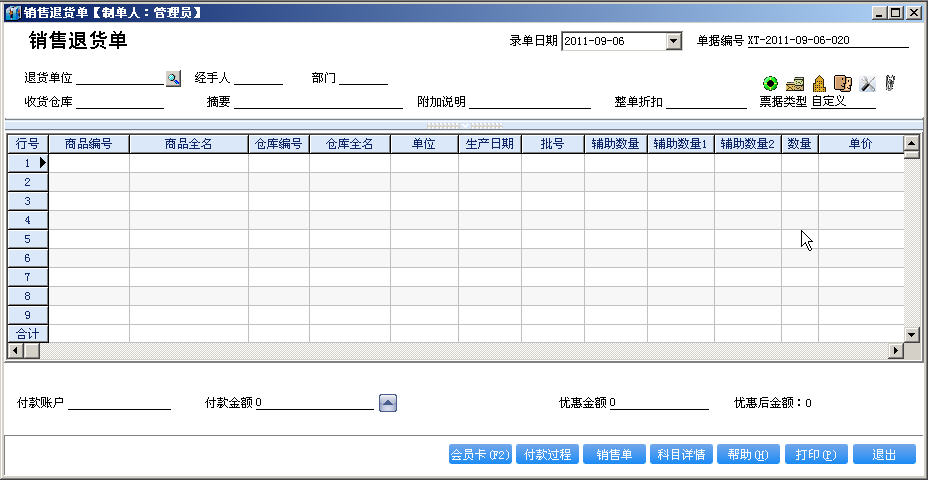 销售退货单【制单人：管理员】
销售退货单 录单日期 2011-09-06 单据编号 XT-2011-09-06-020
退货单位 经手人 部门
收货仓库 摘要 附加说明 整单折扣 票据类型 自定义
行号 商品编号 商品全名 仓库编号 仓库全名 单位 生产日期 批号 辅助数量 辅助数量1 辅助数量2 数量 单价
1
2
3
4
5
6
7
8
9
合计
付款账户 付款金额 0 优惠金额 0 优惠后金额：0
会员卡(F2) 付款过程 销售单 科目详情 帮助(H) 打印(P) 退出